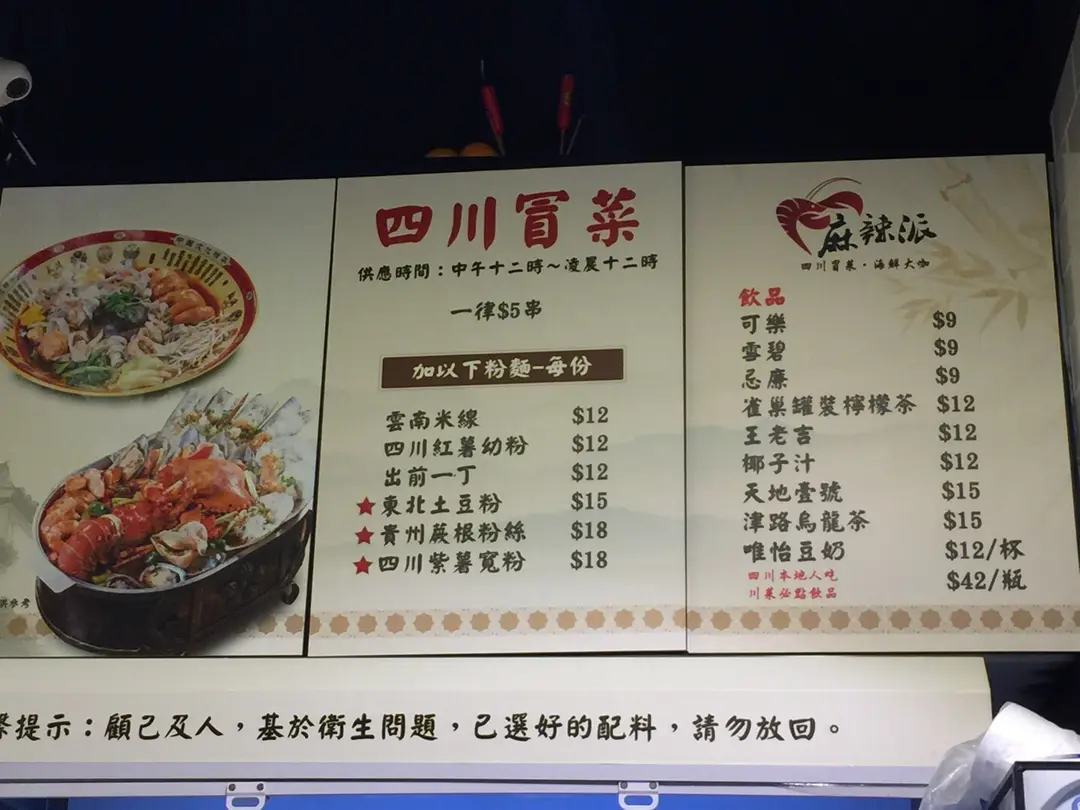 四川冒菜
供應時間：中午十二時～凌晨十二時
一律$5串
加以下粉麵-每份
雲南米線 $12
四川紅薯幼粉 $12
出前一丁 $12
★東北土豆粉 $15
★貴州蕨根粉絲 $18
★四川紫薯寬粉 $18
麻辣派
四川冒菜·海鮮大咖
飲品
可樂 $9
雪碧 $9
忌廉 $9
雀巢罐裝檸檬茶 $12
王老吉 $12
椰子汁 $12
天地壹號 $15
津路烏龍茶 $15
唯怡豆奶 $12/杯
$42/瓶
四川本地人吃
川菜必點飲品
供參考
提示：顧己及人，基於衛生問題，已選好的配料，請勿放回。